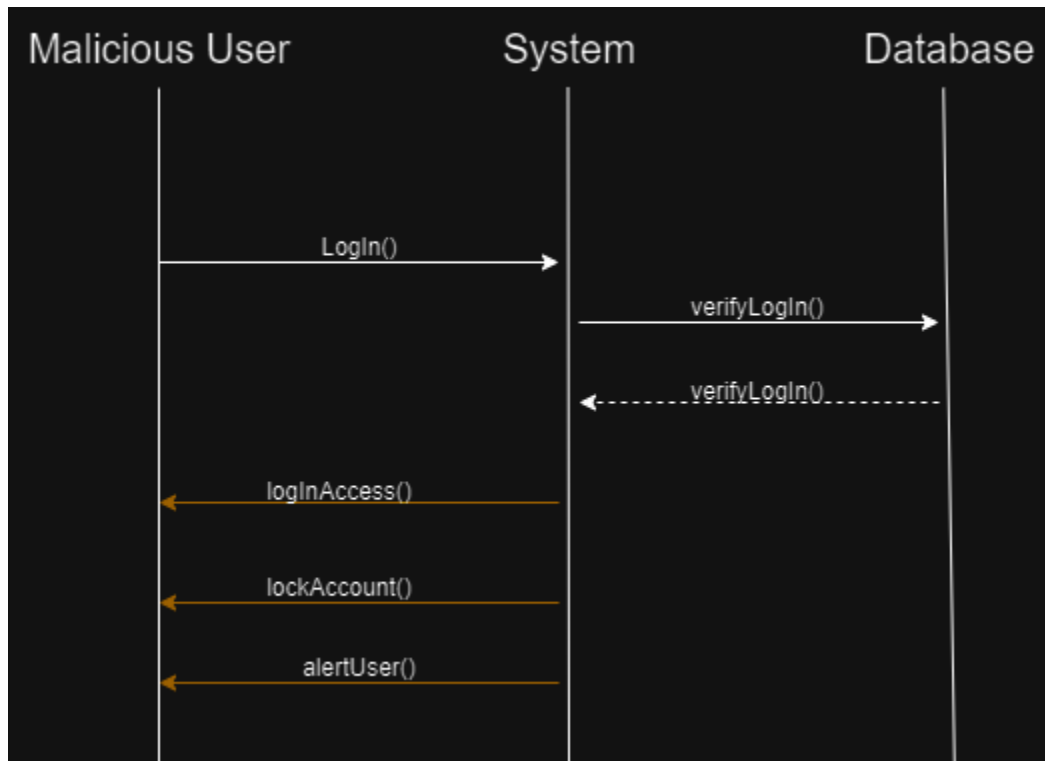 Malicious User
System
Database
LogIn()
verifyLogIn()
verifyLogIn()
logInAccess()
lockAccount()
alertUser()